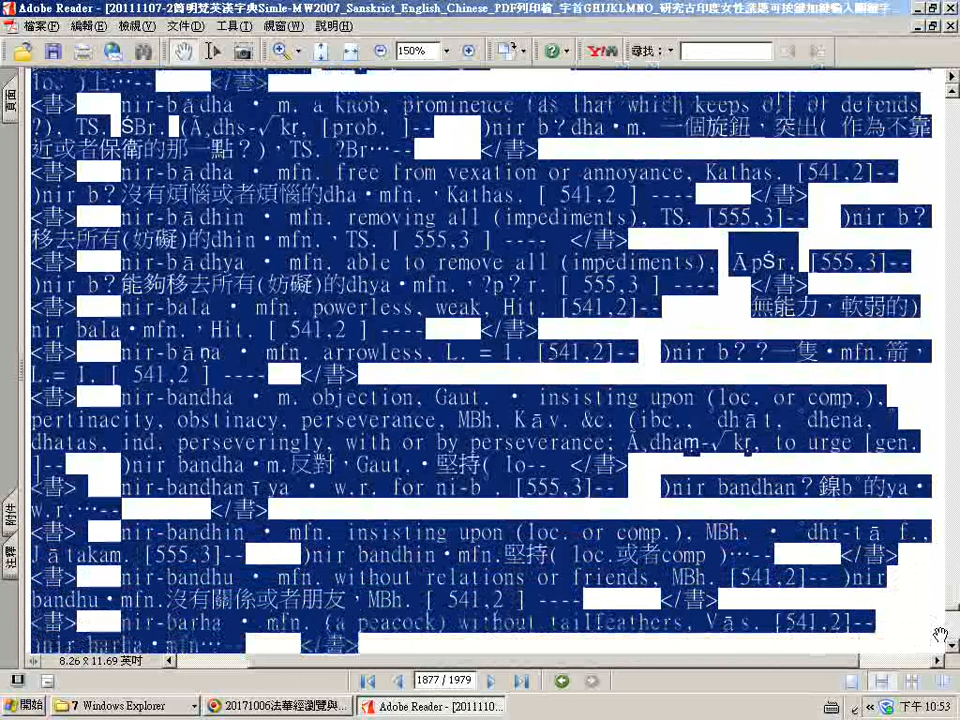 Adobe Reader - [20111107-2簡明梵英漢字典Simle-MW2007_Sanskrict_English_Chinese_PDF列印檔_字首GHIJKLMNO_研究古印度女性議題可按鍵輸入關鍵字
檔案(F) 編輯(E) 檢視(V) 文件(D) 工具(T) 視窗(W) 說明(H)
150% Y! 尋找：
loc. )上…-- </書>
<書> nir-bādha • m. a knob, prominence (as that which keeps off or defends
?), TS. ŚBr. (Ā‚dhs-√kṛ, [prob. ]-- )nir b？dha•m. 一個旋鈕，突出( 作為不靠
近或者保衛的那一點？)，TS. ?Br…-- </書>
<書> nir-bādha • mfn. free from vexation or annoyance, Kathas. [541,2]--
)nir b？沒有煩惱或者煩惱的dha•mfn.，Kathas. [ 541,2 ] ---- </書>
<書> nir-bādhin • mfn. removing all (impediments), TS. [555,3]-- )nir b？
移去所有(妨礙)的dhin•mfn.，TS. [ 555,3 ] ---- </書>
<書> nir-bādhya • mfn. able to remove all (impediments), ĀpŚr. [555,3]--
)nir b？能夠移去所有(妨礙)的dhya•mfn.，?p？r. [ 555,3 ] ---- </書>
<書> nir-bala • mfn. powerless, weak, Hit. [541,2]-- 無能力，軟弱的)
nir bala•mfn.，Hit. [ 541,2 ] ---- </書>
<書> nir-bāṇa • mfn. arrowless, L. = 1. [541,2]-- )nir b？？一隻•mfn.箭，
L.= 1. [ 541,2 ] ---- </書>
<書> nir-bandha • m. objection, Gaut. • insisting upon (loc. or comp.),
pertinacity, obstinacy, perseverance, MBh. Kāv. &c. (ibc., °dhāt, °dhena,
dhatas, ind. perseveringly, with or by perseverance; Ā‚dhaṃ-√kṛ, to urge [gen.
]-- )nir bandha•m.反對，Gaut.•堅持( lo-- </書>
<書> nir-bandhanīya • w.r. for ni-b°. [555,3]-- )nir bandhan？鎳b°的ya•
w.r.,…-- </書>
<書> nir-bandhin • mfn. insisting upon (loc. or comp.), MBh. • °dhi-tā f.,
Jātakam. [555,3]-- )nir bandhin•mfn.堅持( loc.或者comp )…-- </書>
<書> nir-bandhu • mfn. without relations or friends, MBh. [541,2]-- )nir
bandhu•mfn.沒有關係或者朋友，MBh. [ 541,2 ] ---- </書>
<書> nir-barha • mfn. (a peacock) without tailfeathers, Vās. [541,2]--
)nir barha•mfn…-- </書>
頁面
附件
注釋
8.26 x 11.69 英吋
1877 / 1979
開始 7 Windows Explorer 20171006法華經瀏覽與... Adobe Reader - [2011110... 下午 10:53